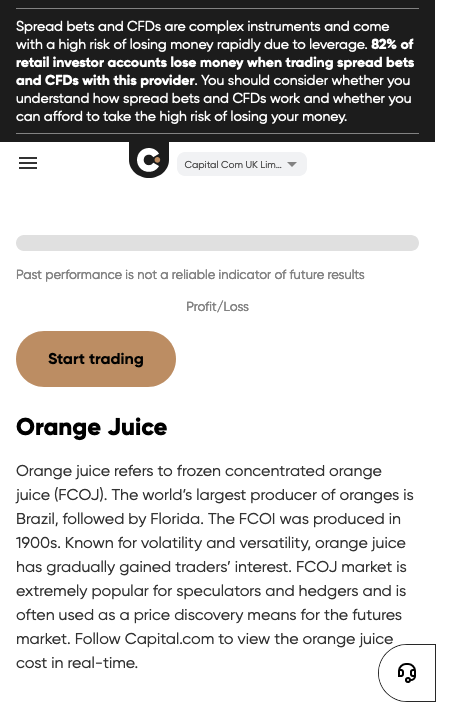 Spread bets and CFDs are complex instruments and come
with a high risk of losing money rapidly due to leverage. 82% of
retail investor accounts lose money when trading spread bets
and CFDs with this provider. You should consider whether you
understand how spread bets and CFDs work and whether you
can afford to take the high risk of losing your money.
Capital Com UK Lim...
Past performance is not a reliable indicator of future results
Profit/Loss
Start trading
Orange Juice
Orange juice refers to frozen concentrated orange
juice (FCOJ). The world’s largest producer of oranges is
Brazil, followed by Florida. The FCOI was produced in
1900s. Known for volatility and versatility, orange juice
has gradually gained traders’ interest. FCOJ market is
extremely popular for speculators and hedgers and is
often used as a price discovery means for the futures
market. Follow Capital.com to view the orange juice
cost in real-time.